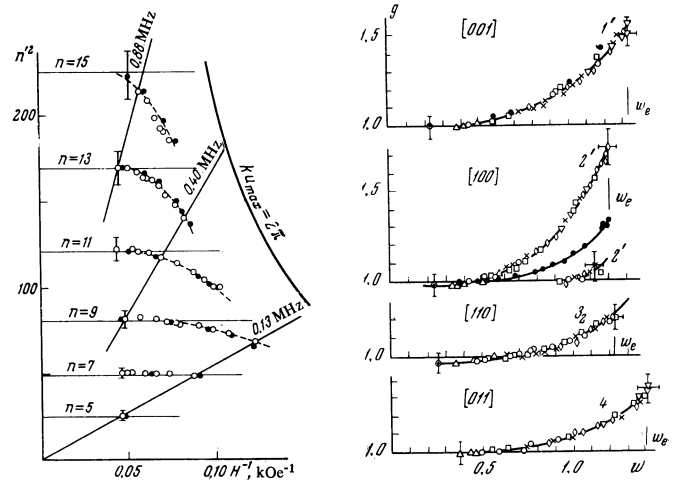 n'²
n=15
200
n=13
n=11
100
n=9
n=7
n=5
0.88 MHz
0.40 MHz
0.13 MHz
ku_max = 2π
0
0.05
0,10 H⁻¹, kOe⁻¹
g
[001]
1'
1,5
w_e
1.0
[100]
2'
1.5
w_e
2'
1.0
[110]
3₂
w_e
1.0
[011]
4
w_e
1.0
0.5
1.0
w